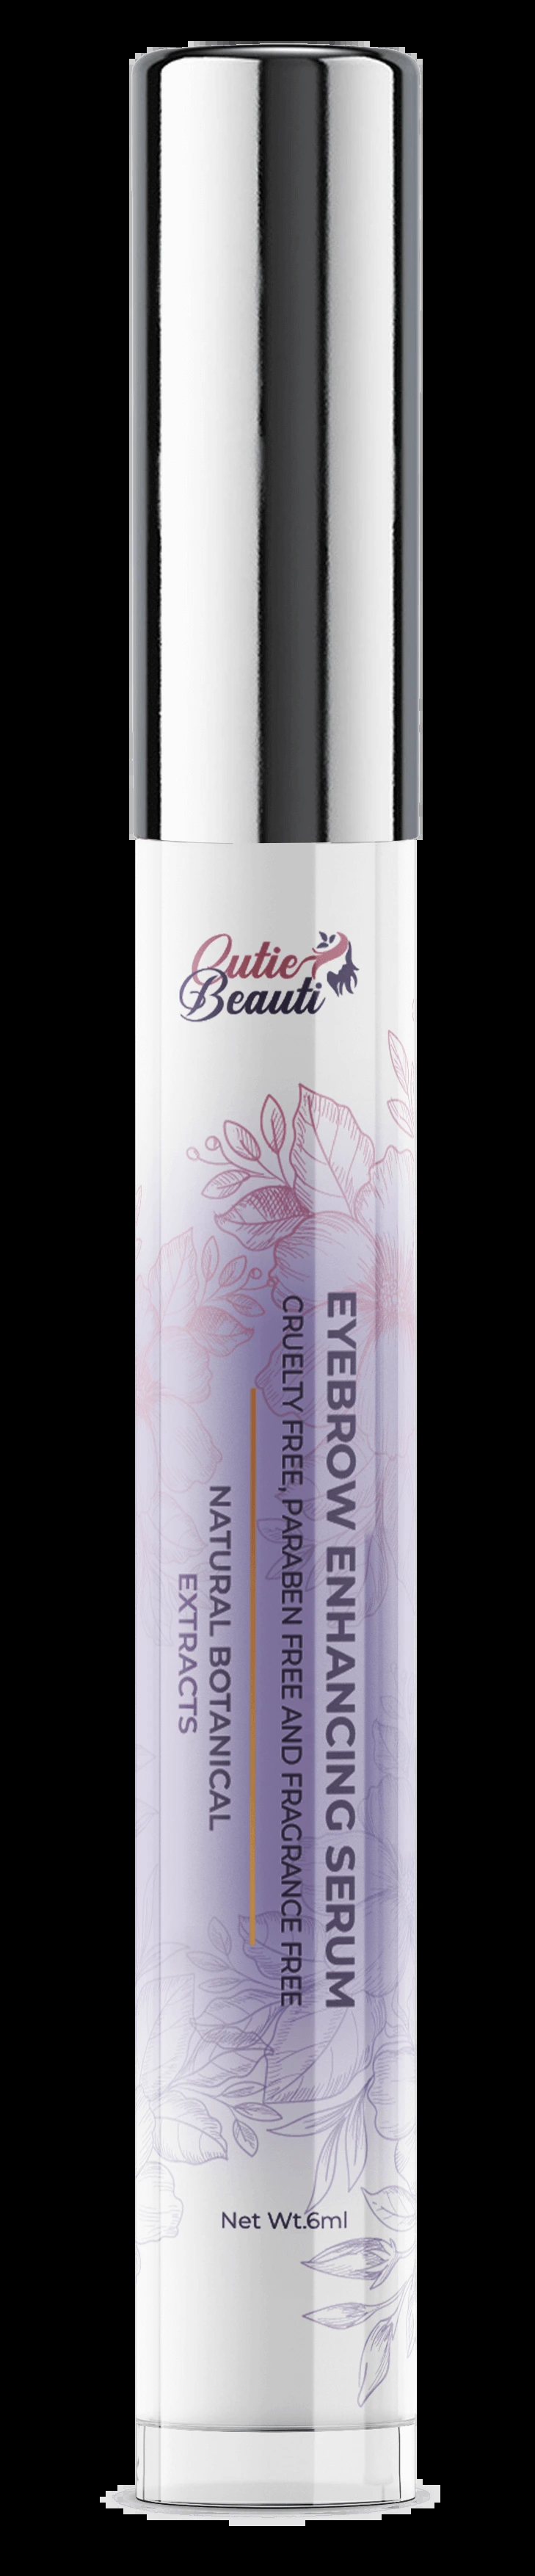 Cutie
Beauti
EYEBROW ENHANCING SERUM
CRUELTY FREE, PARABEN FREE AND FRAGRANCE FREE
NATURAL BOTANICAL
EXTRACTS
Net Wt.6ml